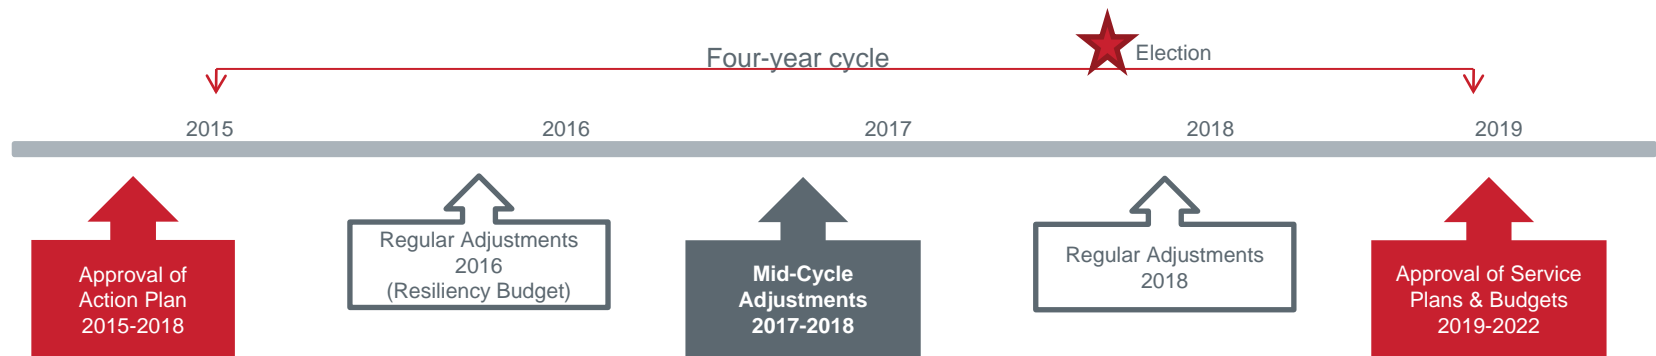 Four-year cycle
Election
2015
2016
2017
2018
2019
Approval of
Action Plan
2015-2018
Regular Adjustments
2016
(Resiliency Budget)
Mid-Cycle
Adjustments
2017-2018
Regular Adjustments
2018
Approval of Service
Plans & Budgets
2019-2022